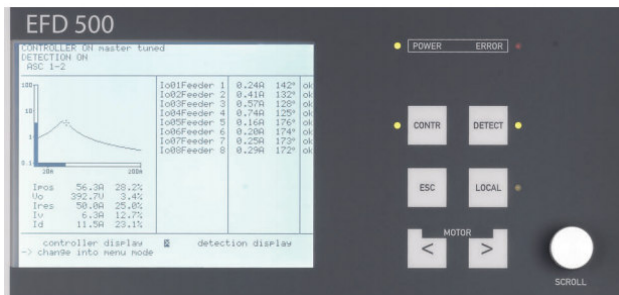 EFD 500
CONTROLLER ON master tuned
DETECTION ON
ASC 1-2
100
10
1
0.1
20A
200A
Io01Feeder 1 0.24A 142° ok
Io02Feeder 2 0.41A 132° ok
Io03Feeder 3 0.57A 128° ok
Io04Feeder 4 0.74A 125° ok
Io05Feeder 5 0.16A 176° ok
Io06Feeder 6 0.20A 174° ok
Io07Feeder 7 0.25A 173° ok
Io08Feeder 8 0.29A 172° ok
Ipos 56.3A 28.2%
Vo 392.7V 3.4%
Ires 50.0A 25.0%
Iv 6.3A 12.7%
Id 11.5A 23.1%
controller display detection display
-> change into menu mode
POWER ERROR
CONTR DETECT
ESC LOCAL
MOTOR
< >
SCROLL